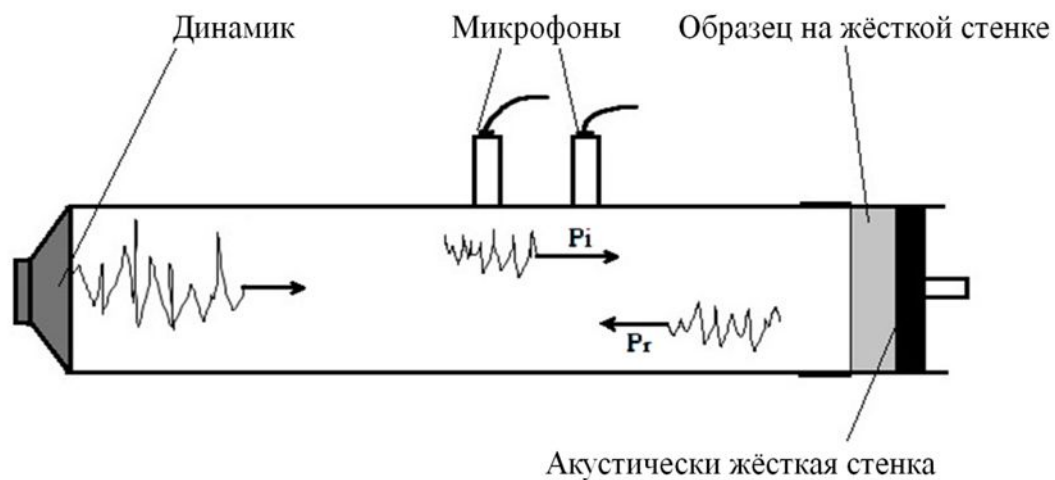 Динамик
Микрофоны
Образец на жёсткой стенке
Pi
Pr
Акустически жёсткая стенка